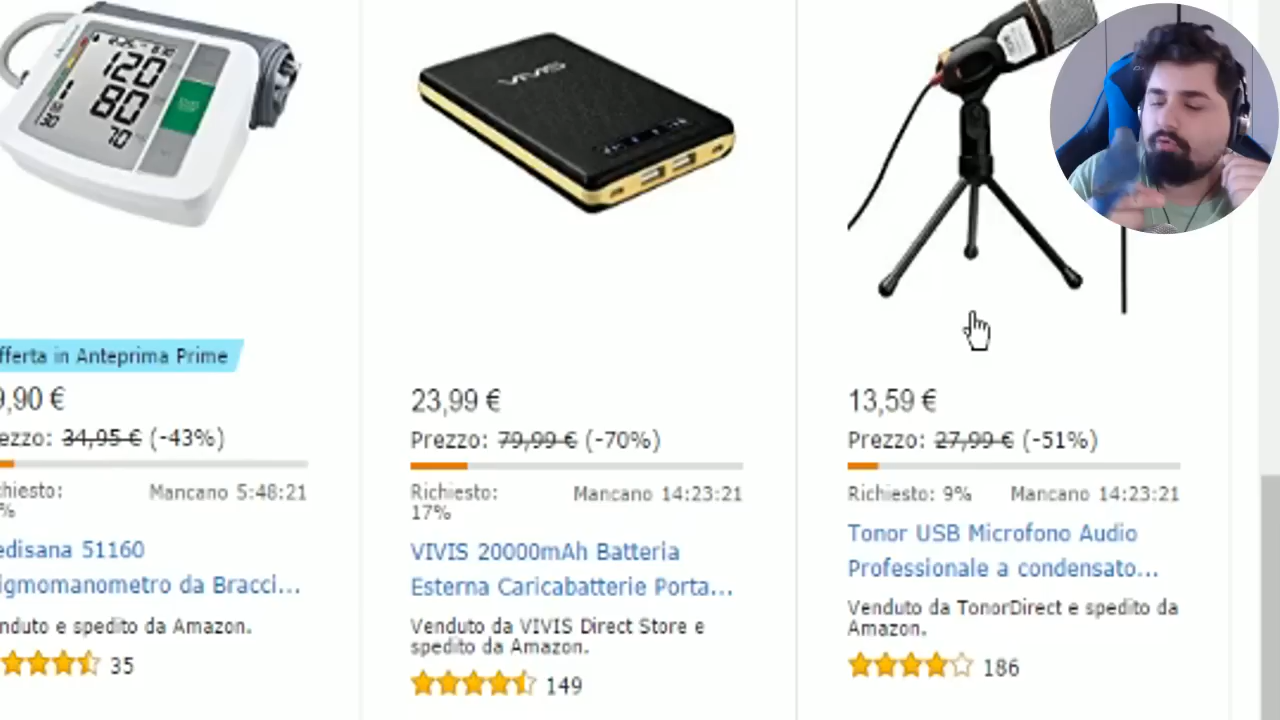 120
80
70
VIVIS
fferta in Anteprima Prime
9,90 €
ezzo: 34,95 € (-43%)
hiesto:
%
Mancano 5:48:21
edisana 51160
igmomanometro da Bracci...
nduto e spedito da Amazon.
35
23,99 €
Prezzo: 79,99 € (-70%)
Richiesto:
17%
Mancano 14:23:21
VIVIS 20000mAh Batteria
Esterna Caricabatterie Porta...
Venduto da VIVIS Direct Store e
spedito da Amazon.
149
13,59 €
Prezzo: 27,99 € (-51%)
Richiesto: 9%
Mancano 14:23:21
Tonor USB Microfono Audio
Professionale a condensato...
Venduto da TonorDirect e spedito da
Amazon.
186